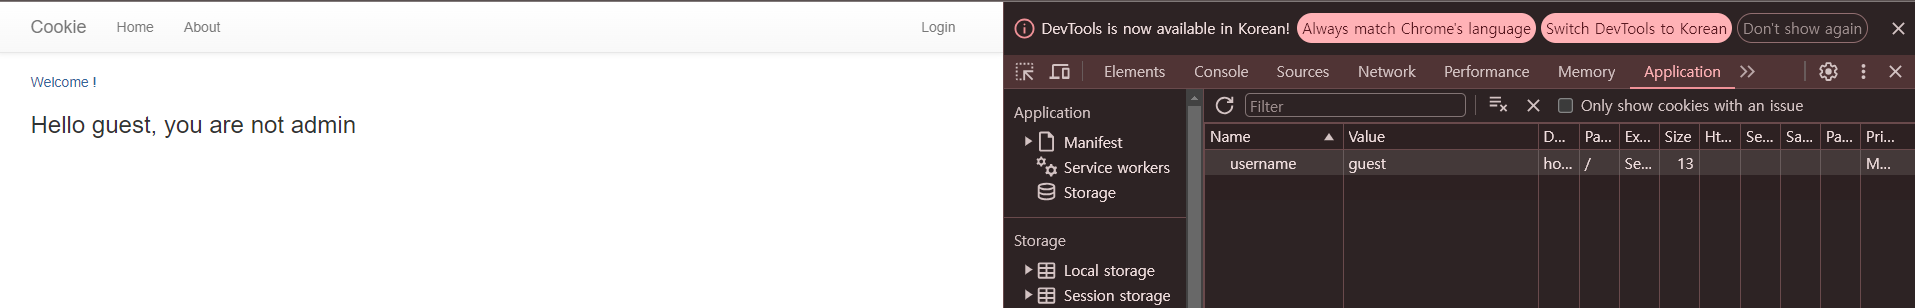 Cookie Home About Login
Welcome !
Hello guest, you are not admin
DevTools is now available in Korean! Always match Chrome's language Switch DevTools to Korean Don't show again
Elements Console Sources Network Performance Memory Application
Filter Only show cookies with an issue
Application
Manifest
Service workers
Storage
Storage
Local storage
Session storage
Name Value D... Pa... Ex... Size Ht... Se... Sa... Pa... Pri...
username guest ho... / Se... 13 M...